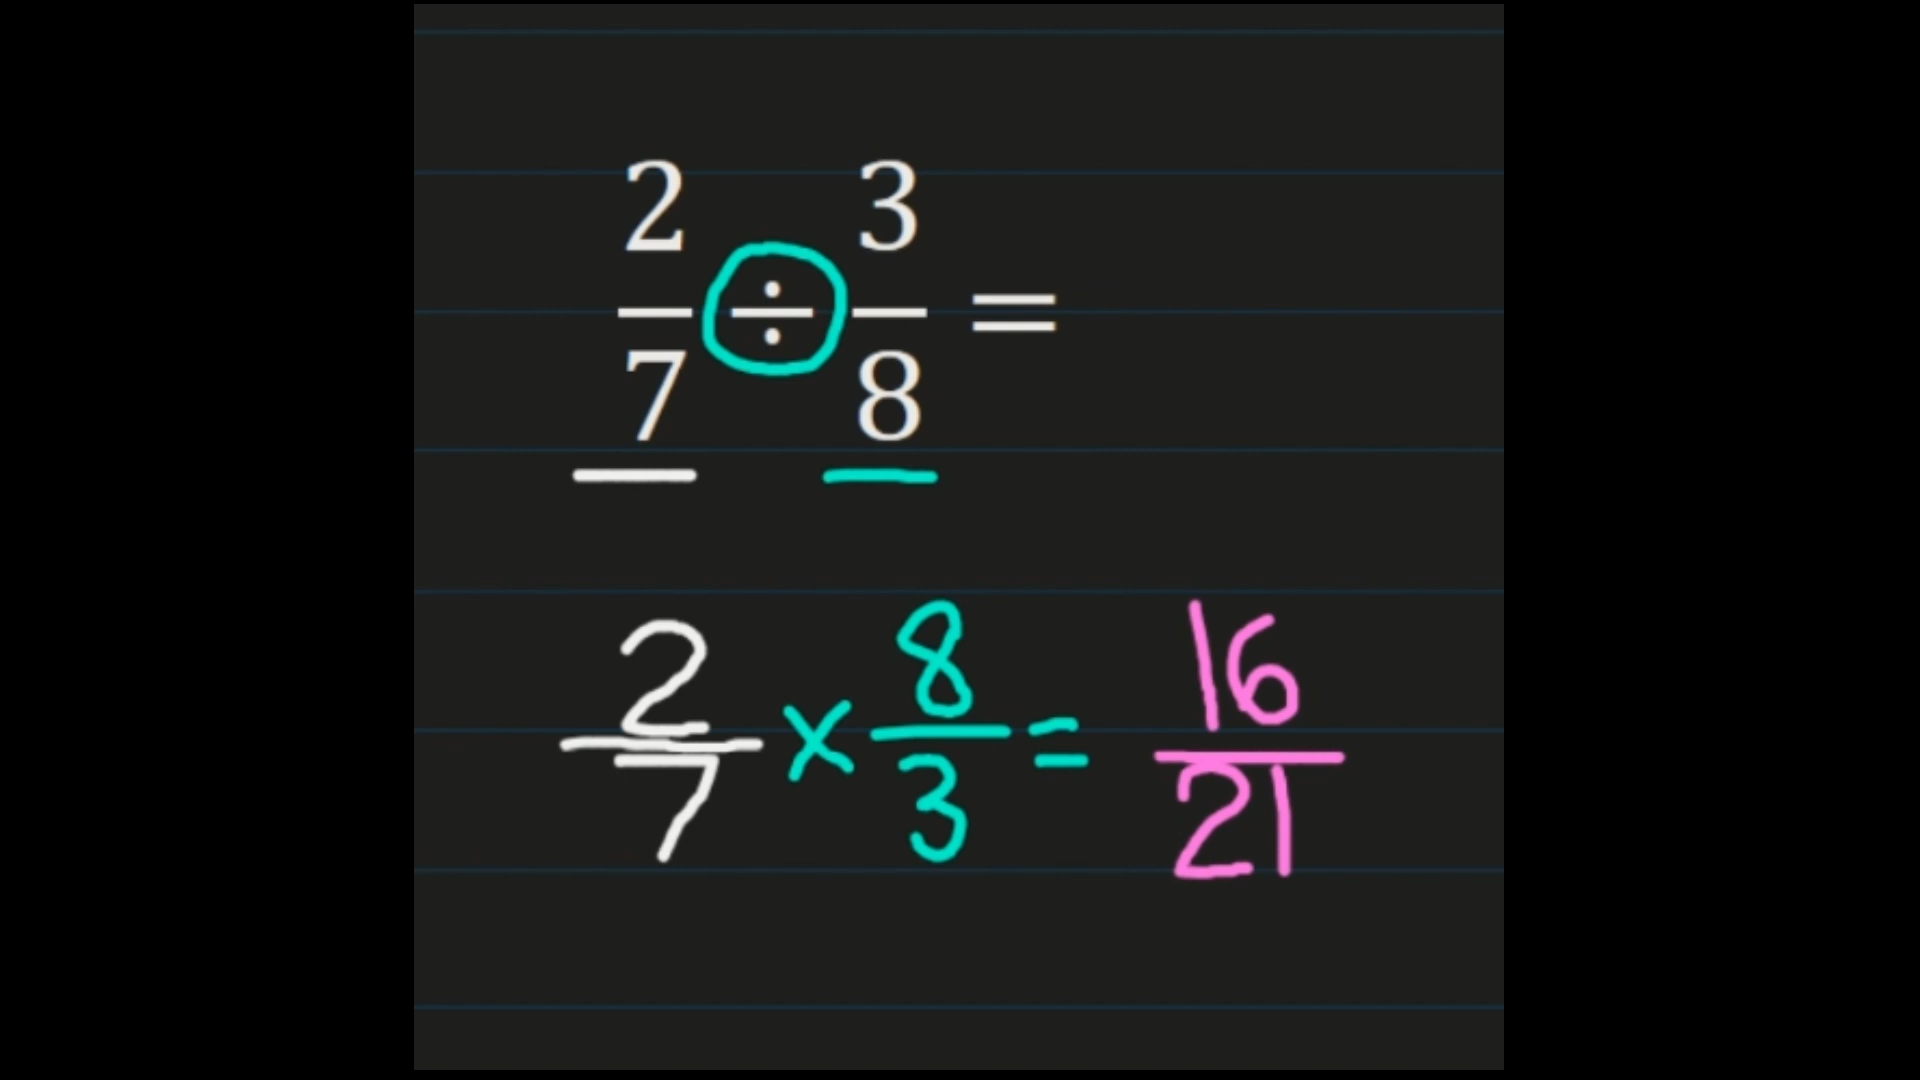 2/7 ÷ 3/8 =
2/7 × 8/3 = 16/21